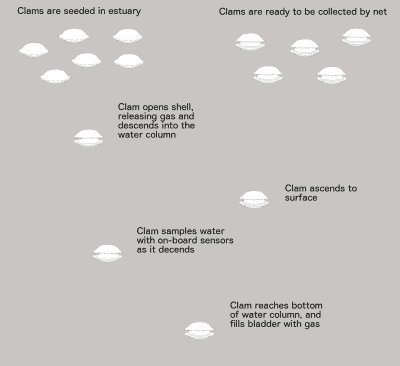 Clams are seeded in estuary
Clams are ready to be collected by net
Clam opens shell,
releasing gas and
descends into the
water column
Clam ascends to
surface
Clam samples water
with on-board sensors
as it decends
Clam reaches bottom
of water column, and
fills bladder with gas